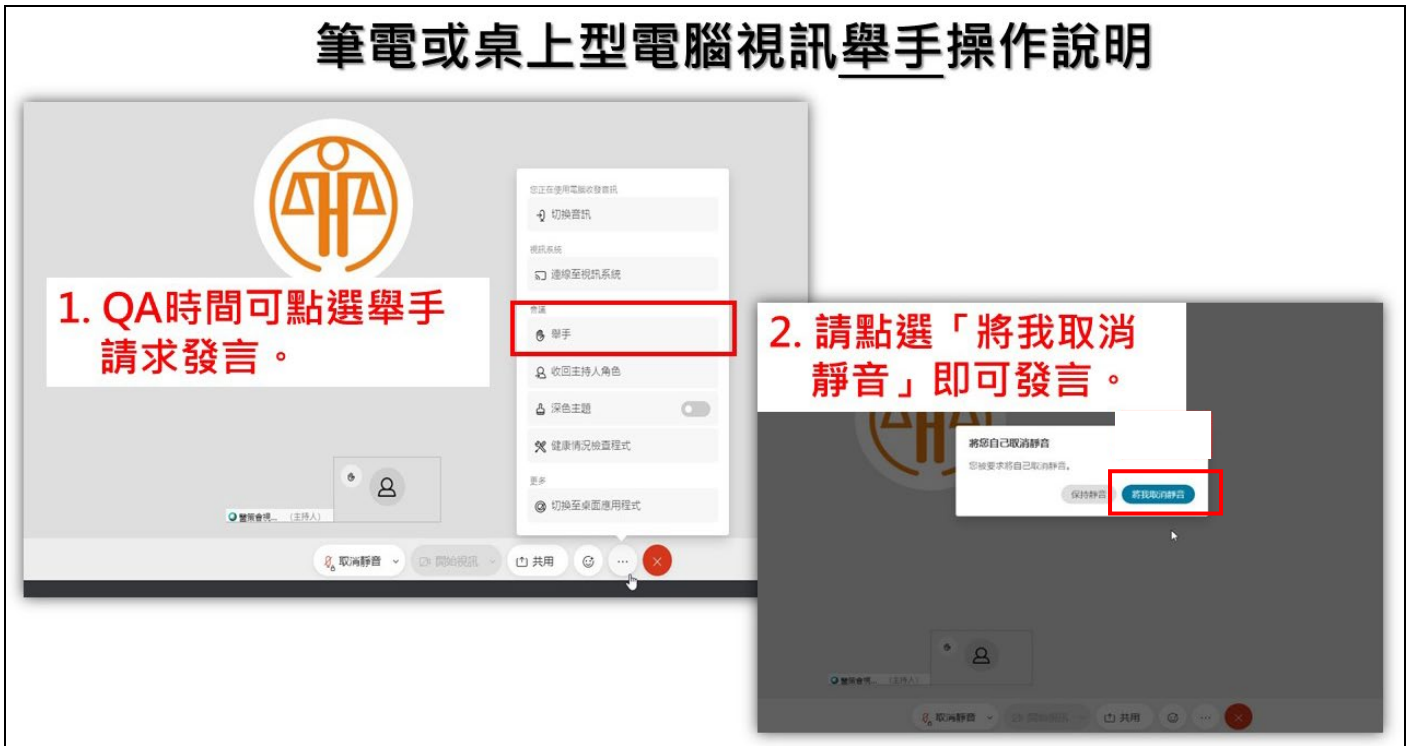 筆電或桌上型電腦視訊舉手操作說明
您正在使用電腦收發音訊
切換音訊
視訊系統
連線至視訊系統
1. QA時間可點選舉手
請求發言。
會議
舉手
收回主持人角色
深色主題
健康情況檢查程式
更多
切換至桌面應用程式
(主持人)
取消靜音
開始視訊
共用
2. 請點選「將我取消
靜音」即可發言。
將您自己取消靜音
您被要求將自己取消靜音。
保持靜音
將我取消靜音
(主持人)
取消靜音
開始視訊
共用